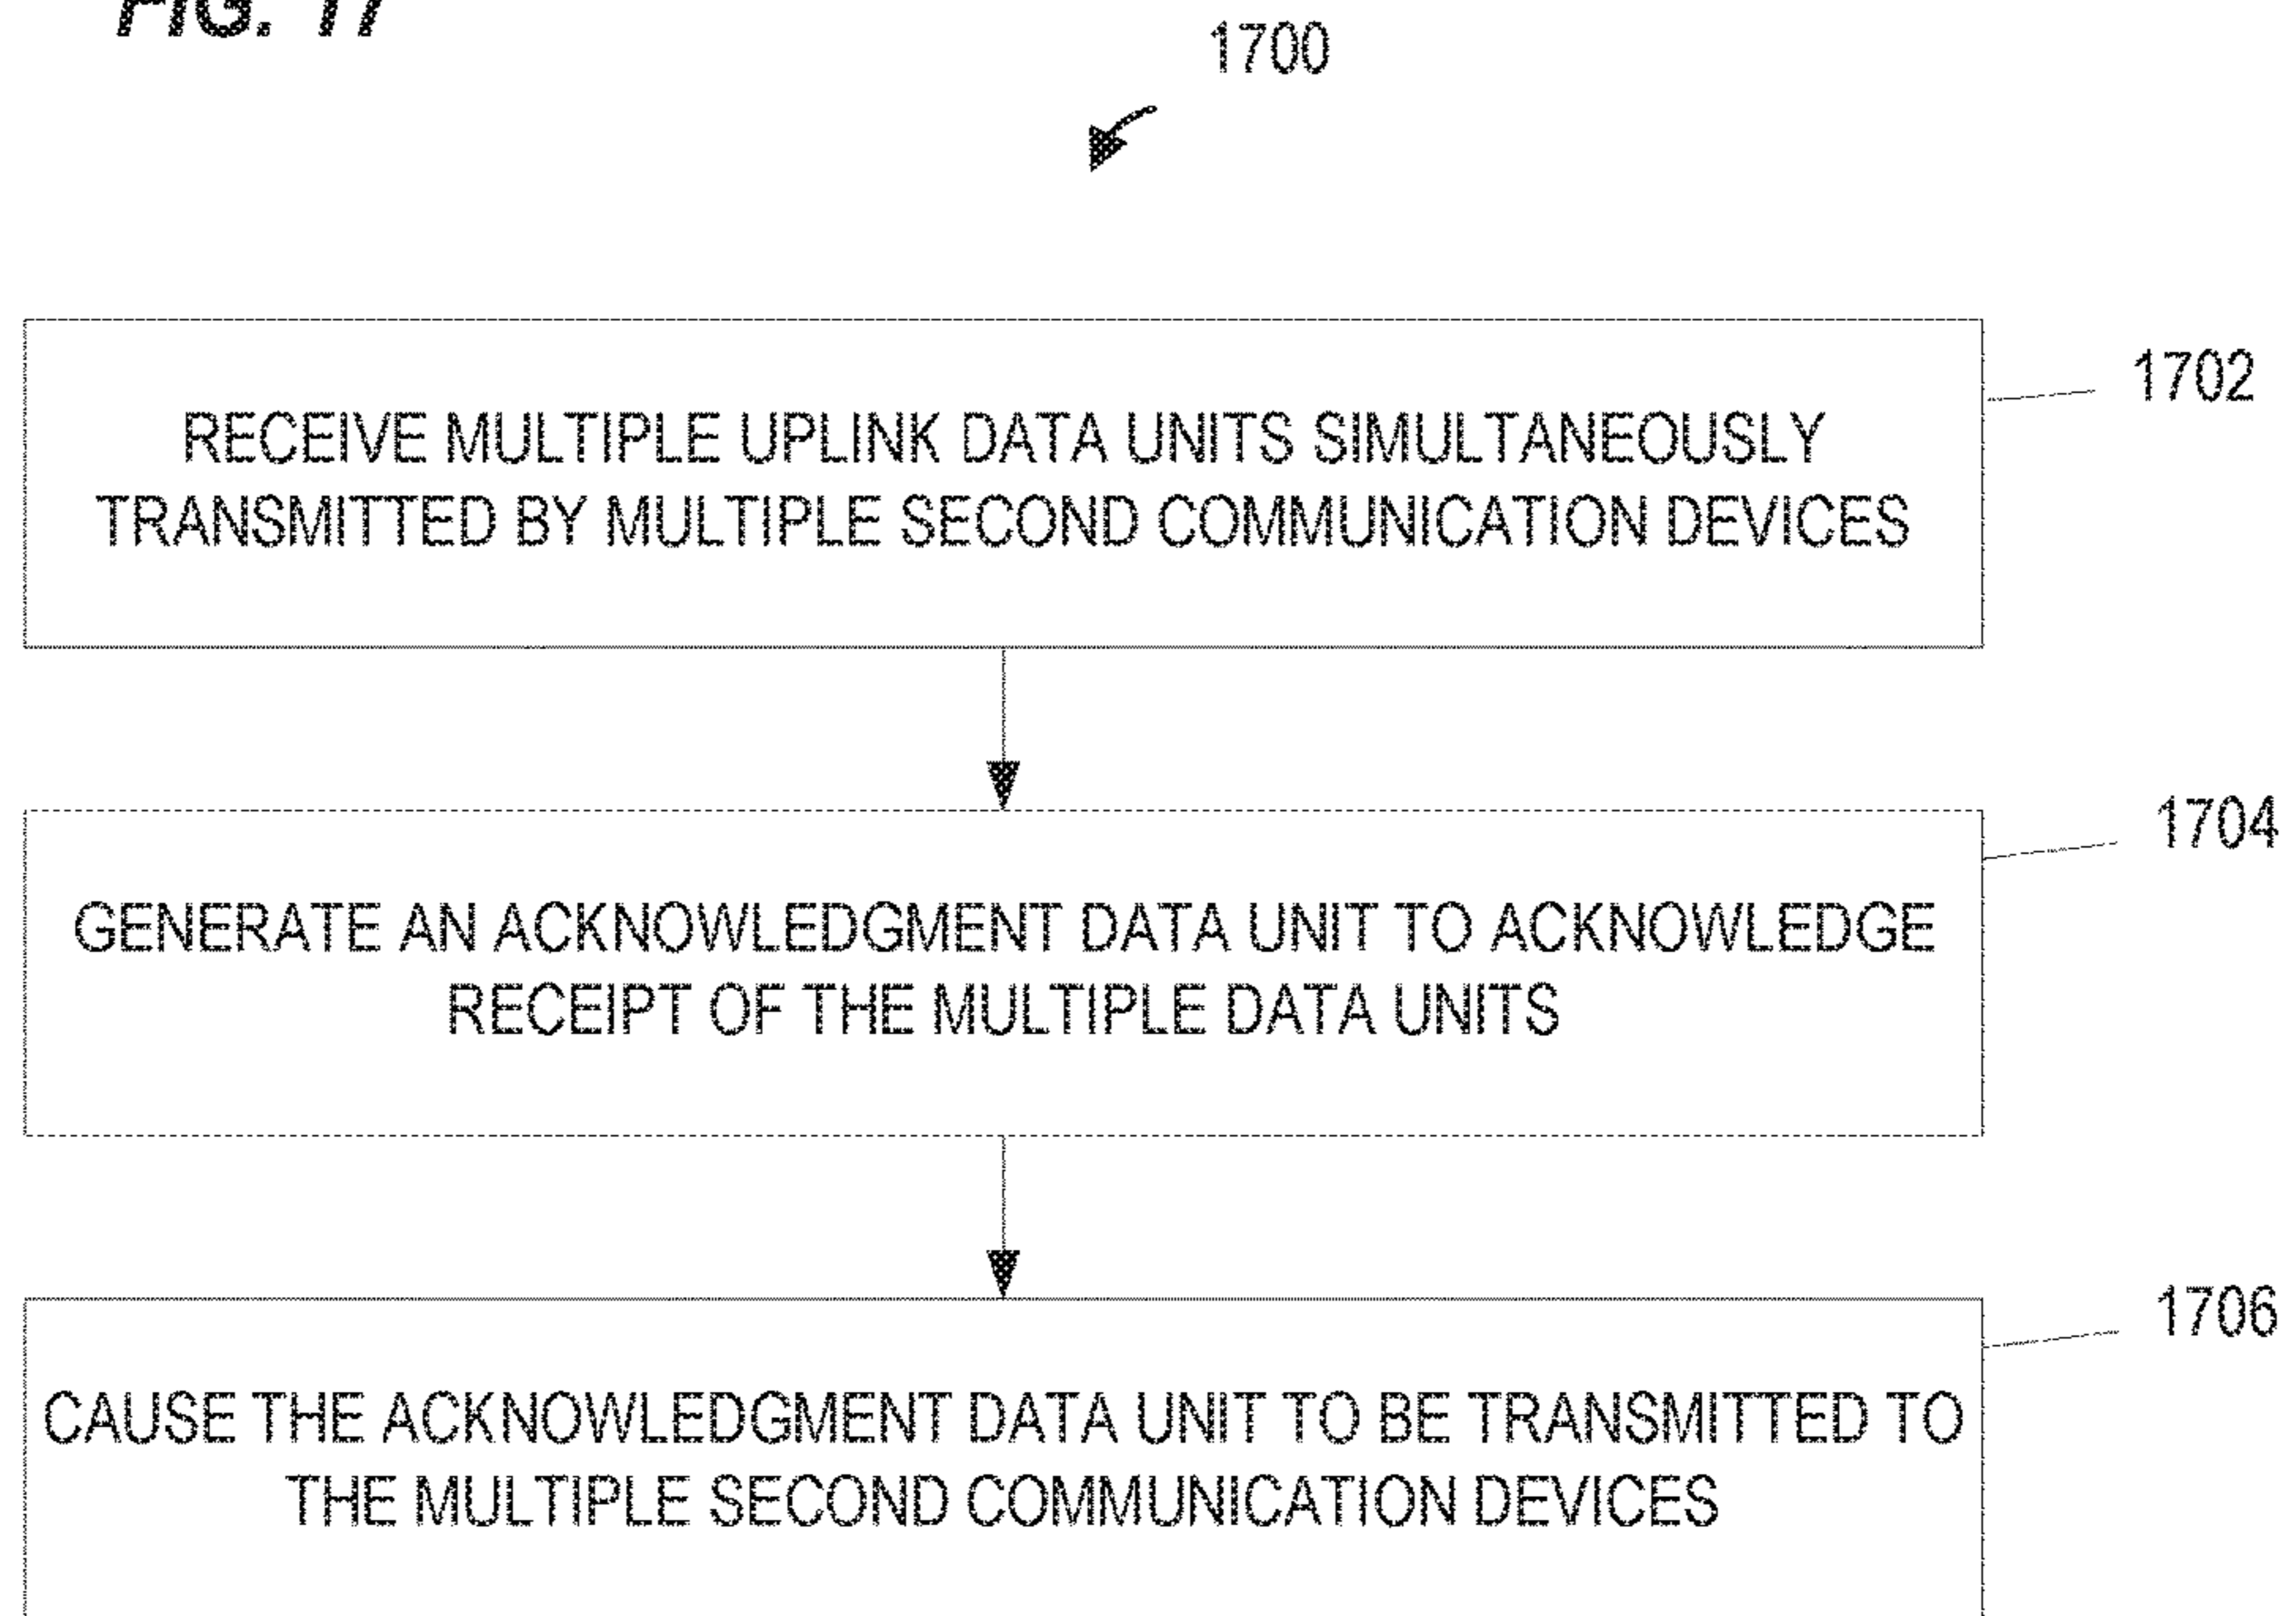 FIG. 17
1700
RECEIVE MULTIPLE UPLINK DATA UNITS SIMULTANEOUSLY
TRANSMITTED BY MULTIPLE SECOND COMMUNICATION DEVICES
1702
GENERATE AN ACKNOWLEDGMENT DATA UNIT TO ACKNOWLEDGE
RECEIPT OF THE MULTIPLE DATA UNITS
1704
CAUSE THE ACKNOWLEDGMENT DATA UNIT TO BE TRANSMITTED TO
THE MULTIPLE SECOND COMMUNICATION DEVICES
1706